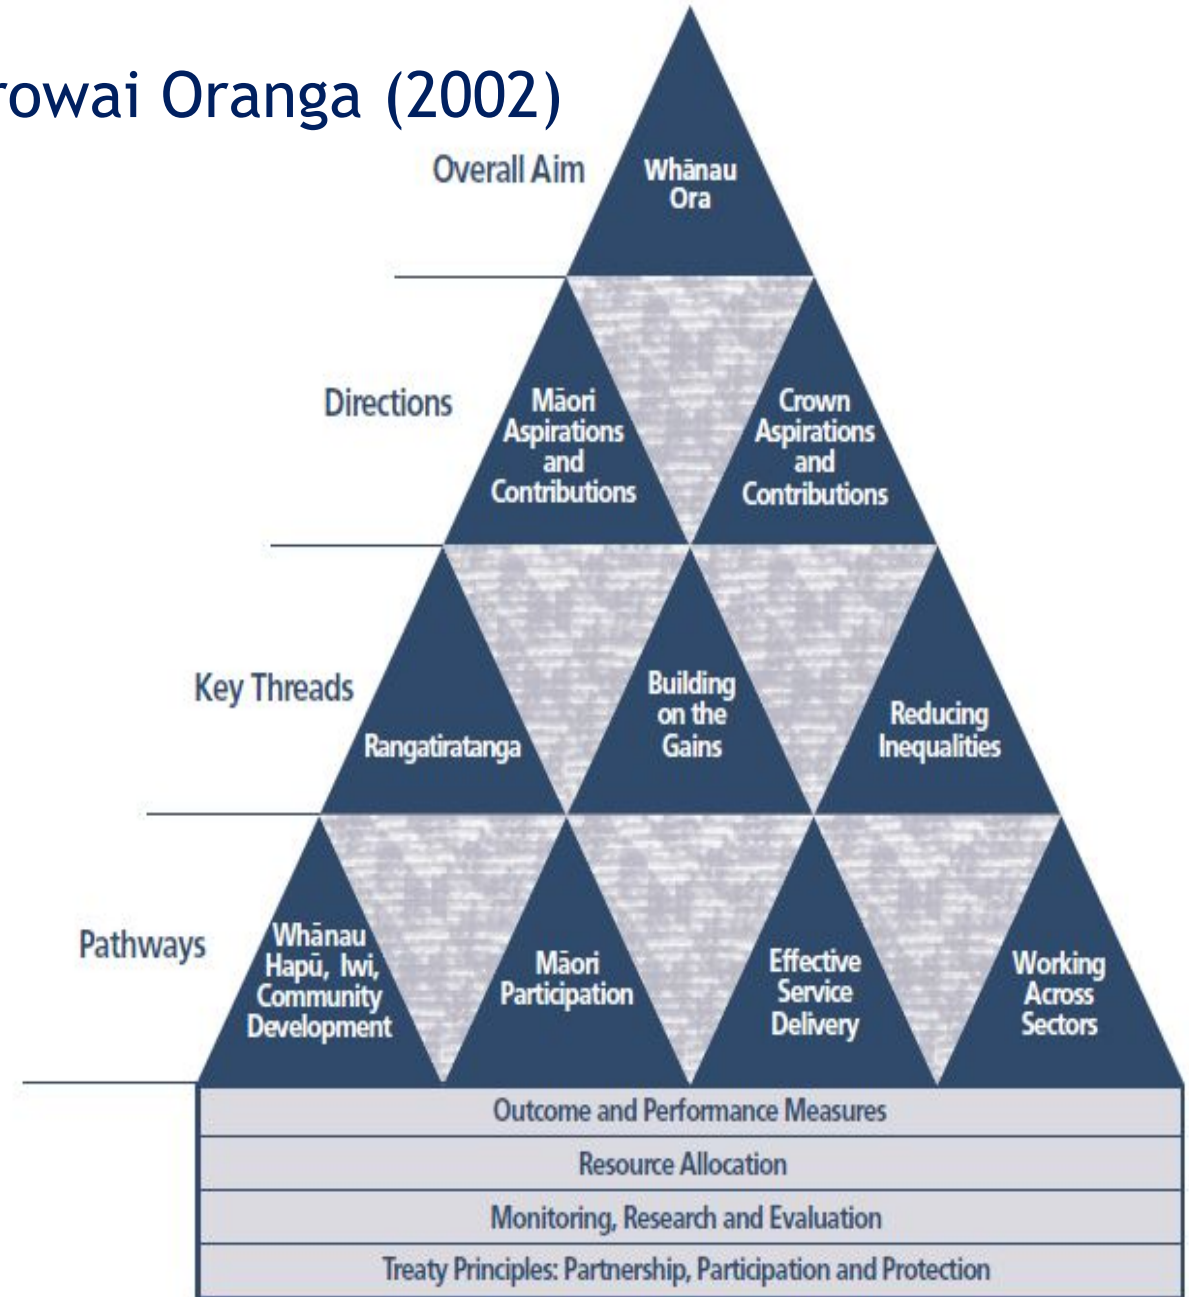 rowai Oranga (2002)
Overall Aim
Whānau
Ora
Directions
Māori
Aspirations
and
Contributions
Crown
Aspirations
and
Contributions
Key Threads
Rangatiratanga
Building
on the
Gains
Reducing
Inequalities
Pathways
Whānau
Hapū, Iwi,
Community
Development
Māori
Participation
Effective
Service
Delivery
Working
Across
Sectors
Outcome and Performance Measures
Resource Allocation
Monitoring, Research and Evaluation
Treaty Principles: Partnership, Participation and Protection